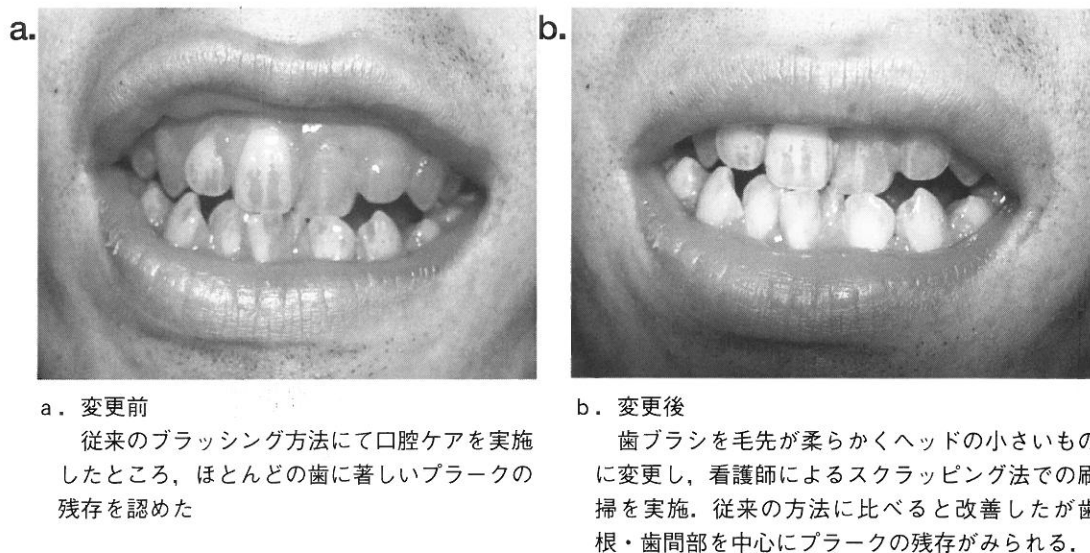 a.
b.
a．変更前
従来のブラッシング方法にて口腔ケアを実施
したところ，ほとんどの歯に著しいプラークの
残存を認めた
b．変更後
歯ブラシを毛先が柔らかくヘッドの小さいもの
に変更し，看護師によるスクラッピング法での刷
掃を実施．従来の方法に比べると改善したが歯
根・歯間部を中心にプラークの残存がみられる．